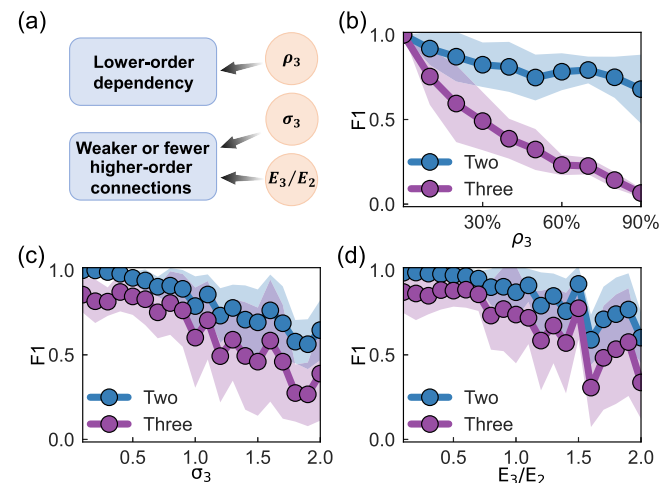 (a)
Lower-order
dependency
ρ₃
σ₃
Weaker or fewer
higher-order
connections
E₃/E₂
(b)
1.0
0.5
0.0
F1
Two
Three
30% 60% 90%
ρ₃
(c)
1.0
0.5
0.0
F1
Two
Three
0.5 1.0 1.5 2.0
σ₃
(d)
1.0
0.5
0.0
F1
Two
Three
0.5 1.0 1.5 2.0
E₃/E₂